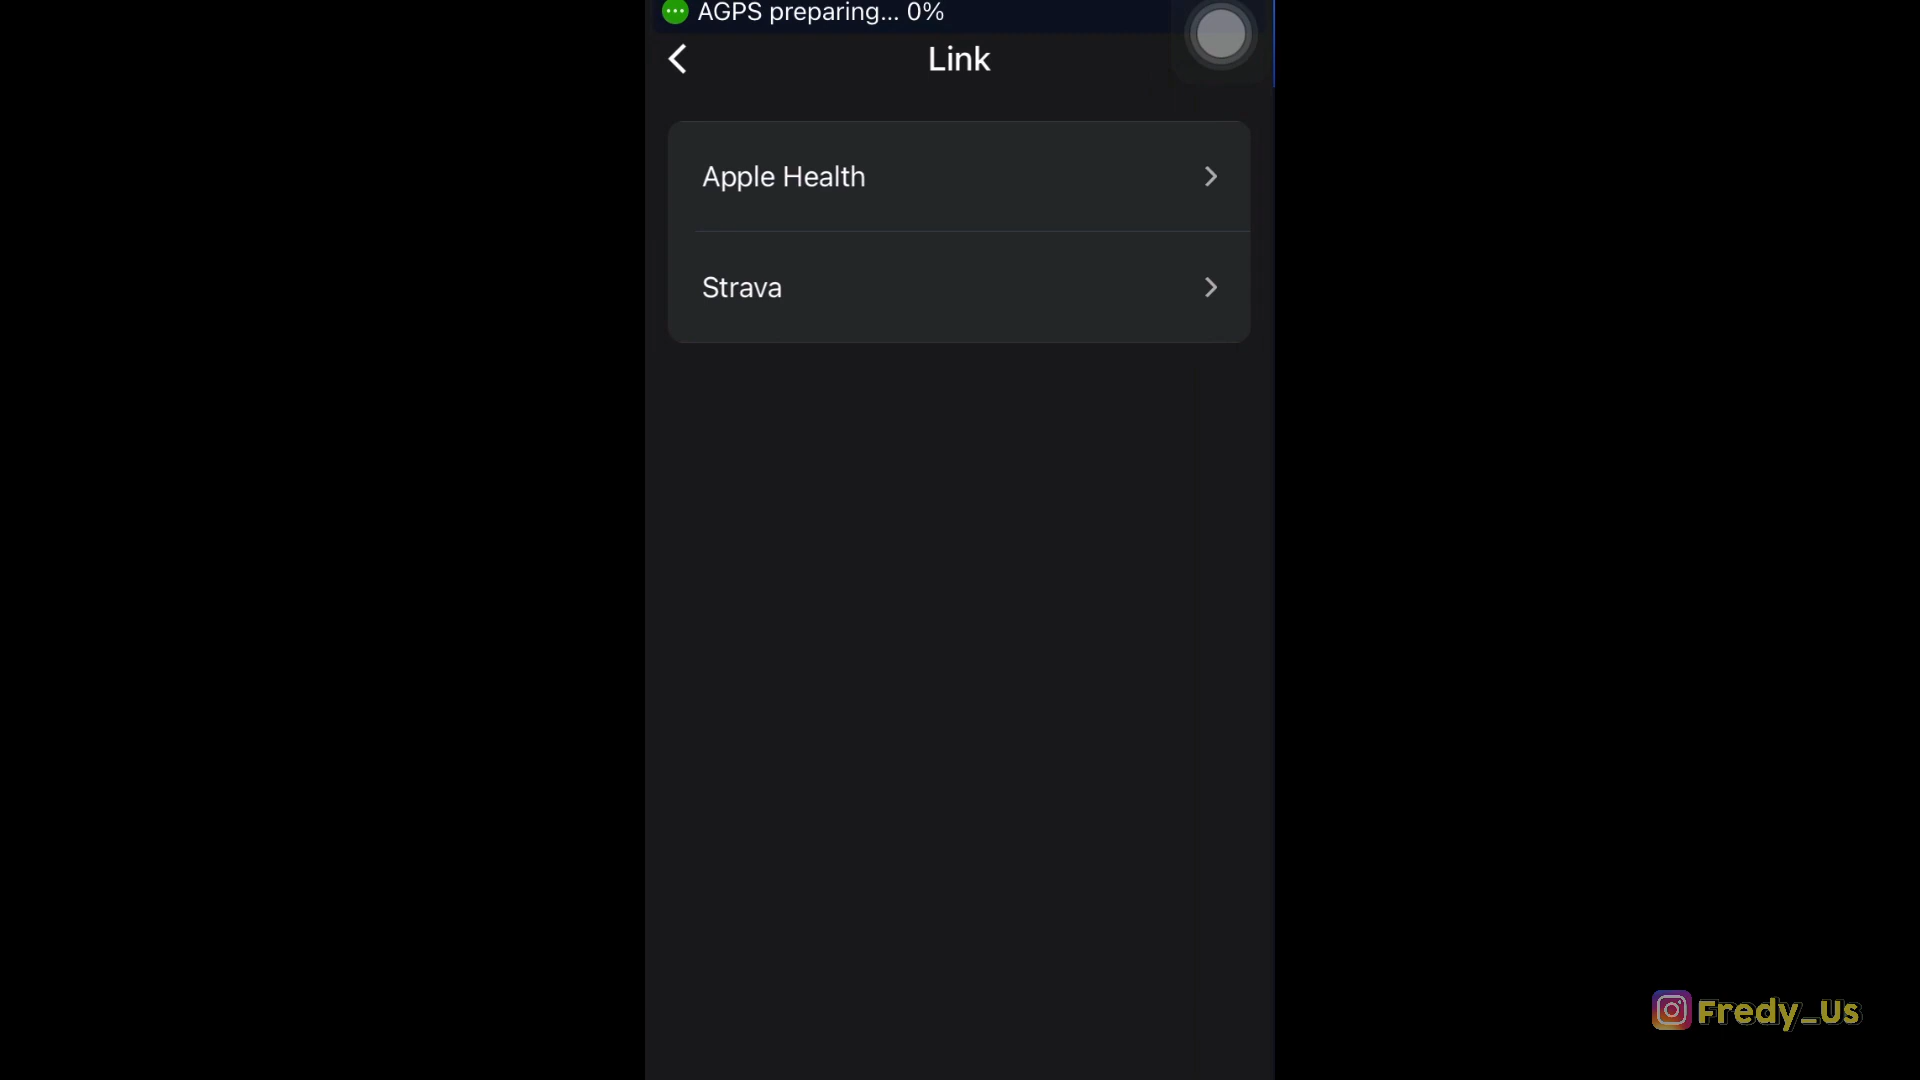 AGPS preparing... 0%
Link
Apple Health
Strava
Fredy_Us